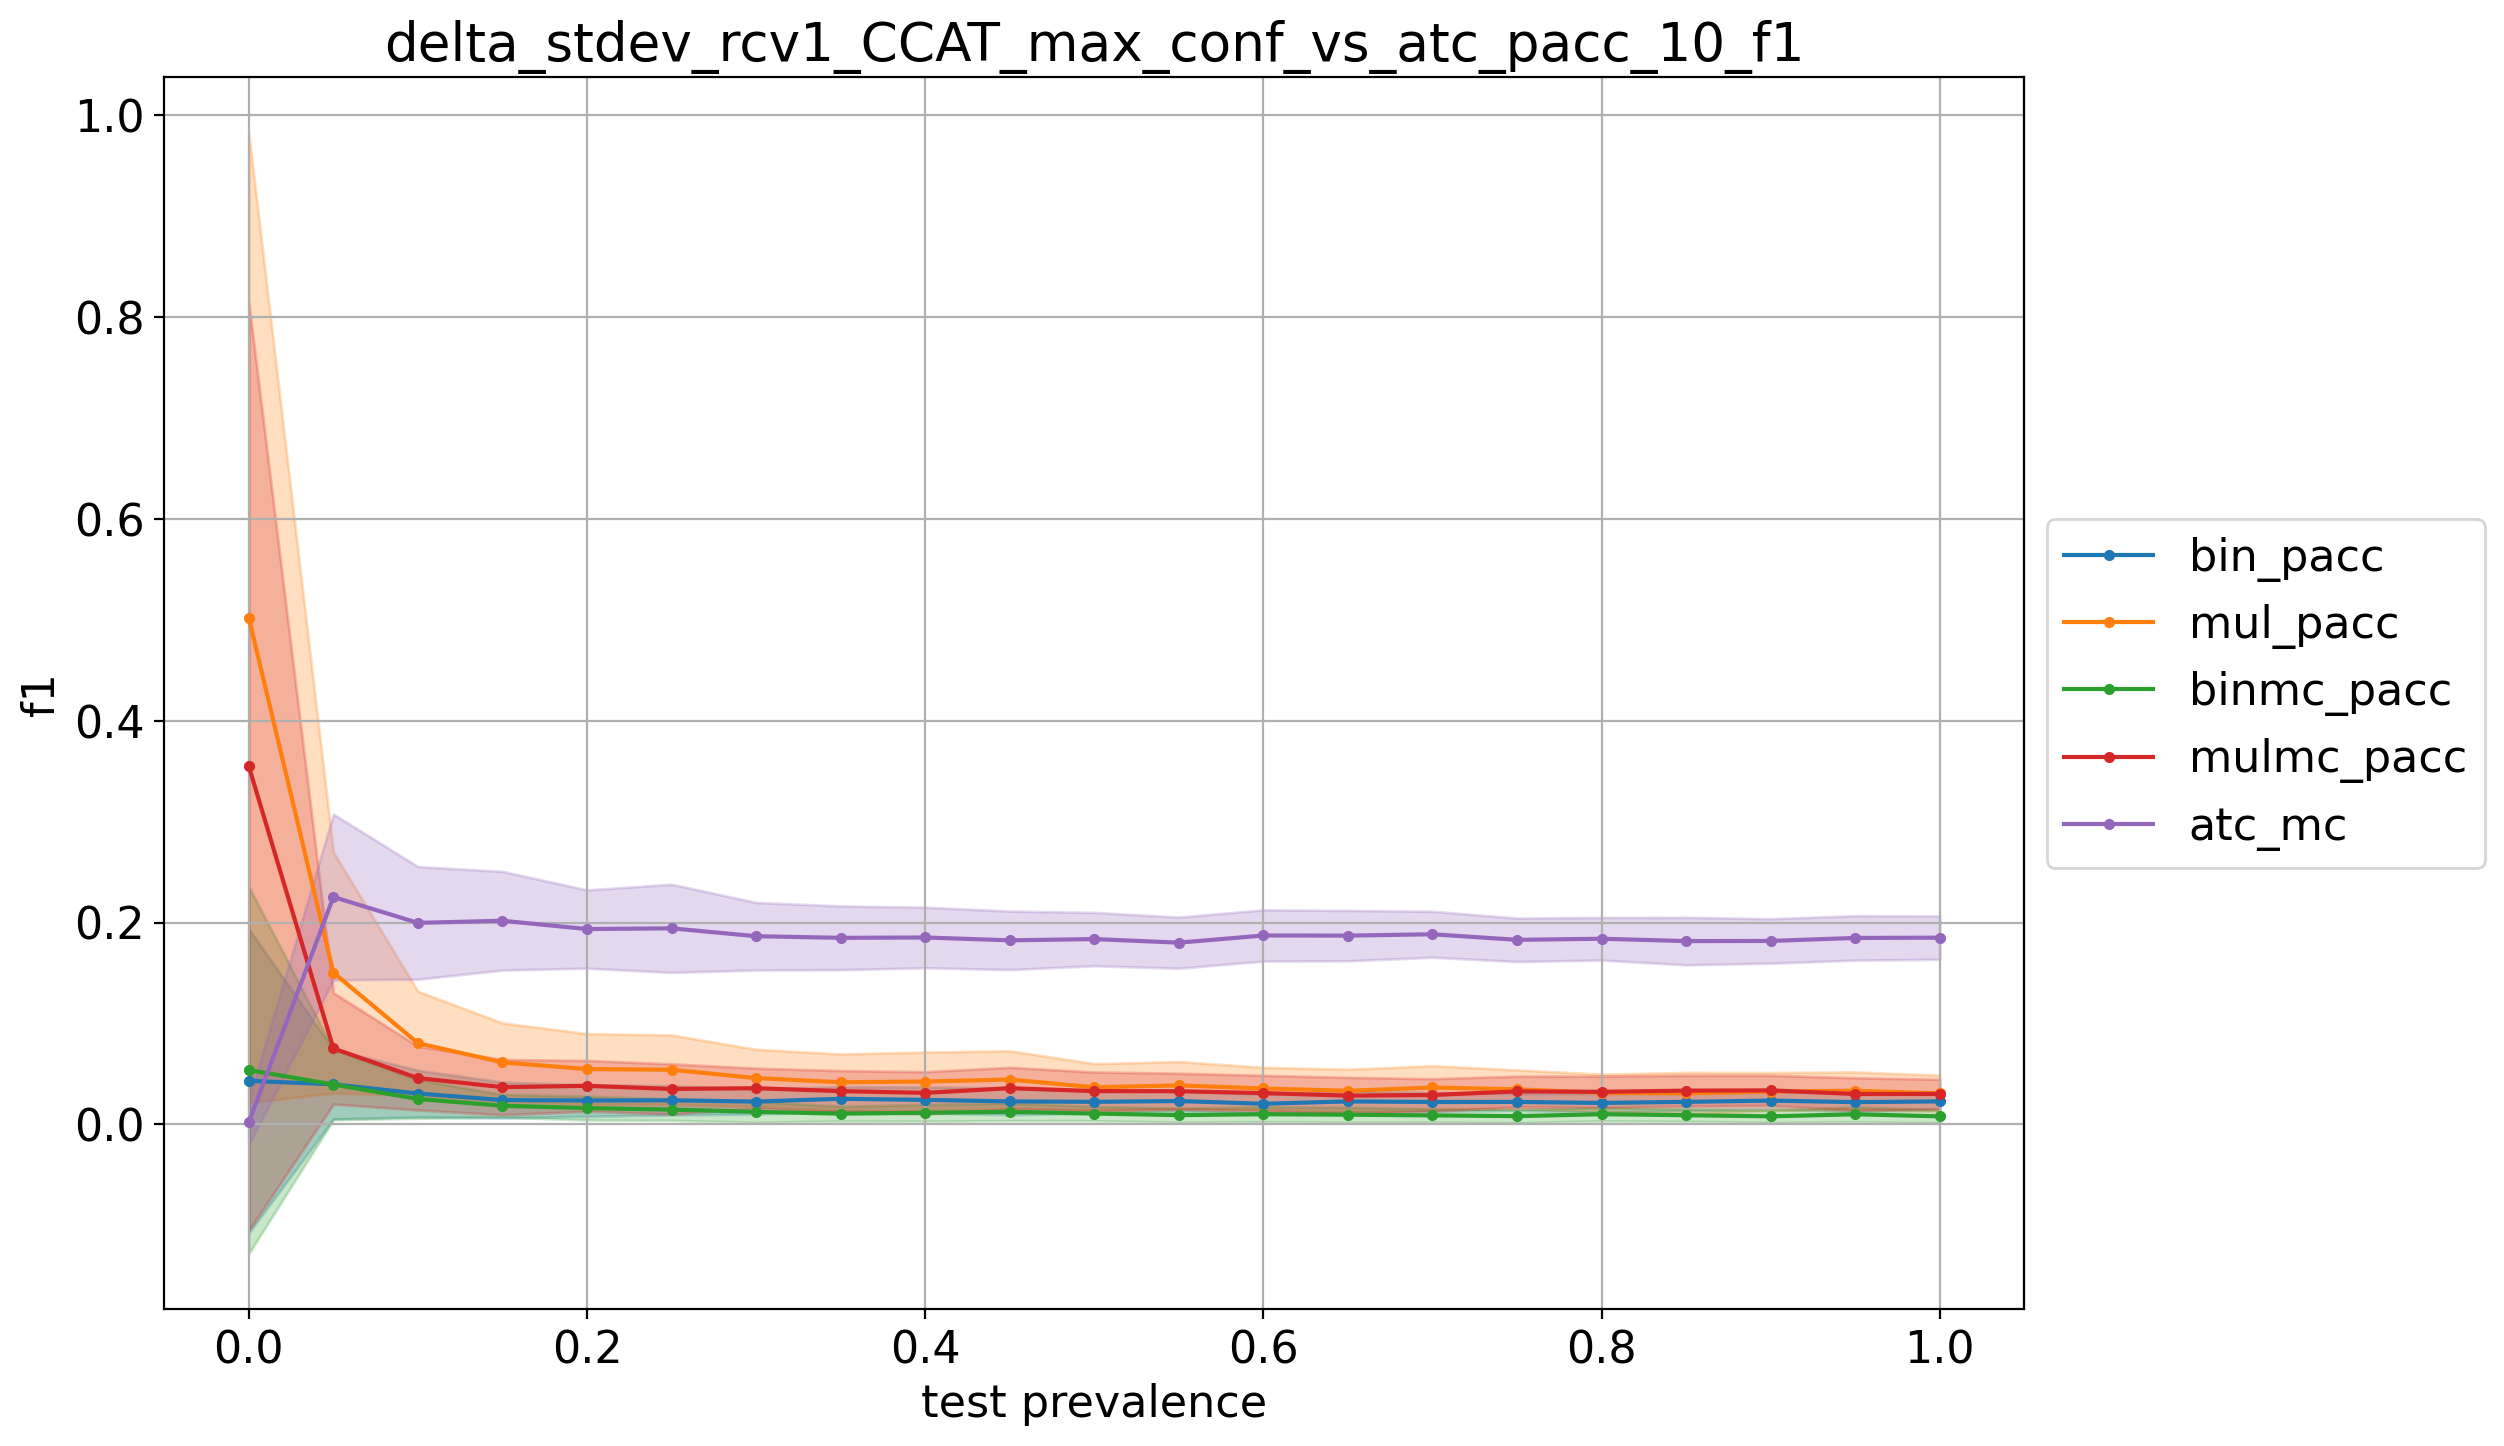 delta_stdev_rcv1_CCAT_max_conf_vs_atc_pacc_10_f1
1.0
0.8
0.6
0.4
0.2
0.0
f1
0.0 0.2 0.4 0.6 0.8 1.0
test prevalence
bin_pacc
mul_pacc
binmc_pacc
mulmc_pacc
atc_mc